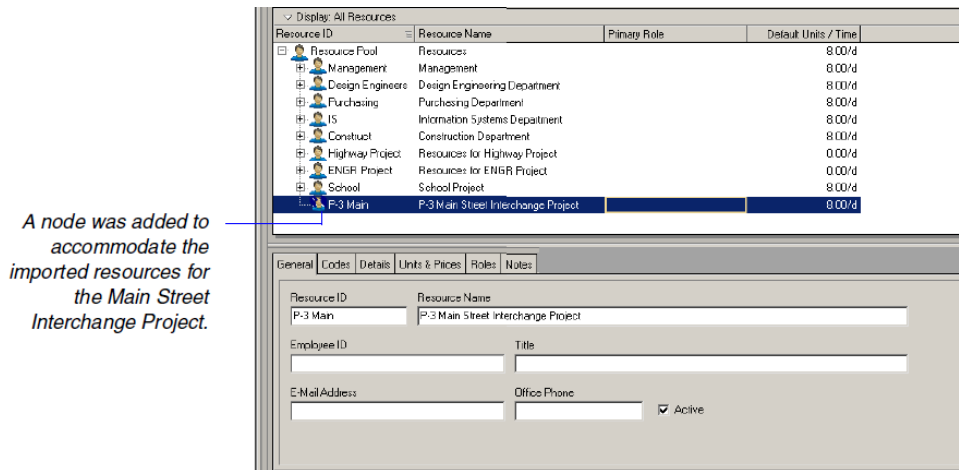 Display: All Resources
Resource ID Resource Name Primary Role Default Units / Time
Resource Pool Resources 8.00/d
Management Management 8.00/d
Design Engineers Design Engineering Department 8.00/d
Purchasing Purchasing Department 8.00/d
IS Information Systems Department 8.00/d
Construct Construction Department 8.00/d
Highway Project Resources for Highway Project 0.00/d
ENGR Project Resources for ENGR Project 0.00/d
School School Project 8.00/d
P-3 Main P-3 Main Street Interchange Project 8.00/d
A node was added to
accommodate the
imported resources for
the Main Street
Interchange Project.
General Codes Details Units & Prices Roles Notes
Resource ID Resource Name
P-3 Main P-3 Main Street Interchange Project
Employee ID Title
E-Mail Address Office Phone
Active